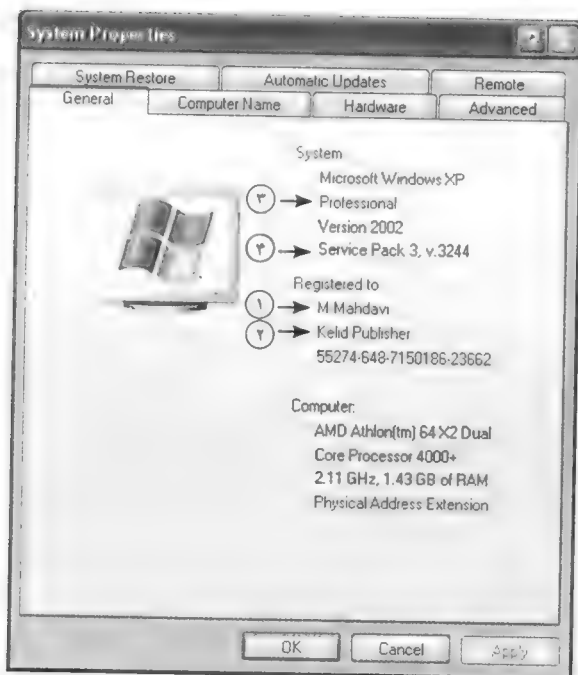 System Properties
System Restore Automatic Updates Remote
General Computer Name Hardware Advanced
System
Microsoft Windows XP
۳ Professional
Version 2002
۴ Service Pack 3, v.3244
Registered to
۱ M Mahdavi
۲ Kelid Publisher
55274-648-7150186-23662
Computer:
AMD Athlon(tm) 64 X2 Dual
Core Processor 4000+
2.11 GHz, 1.43 GB of RAM
Physical Address Extension
OK Cancel Apply